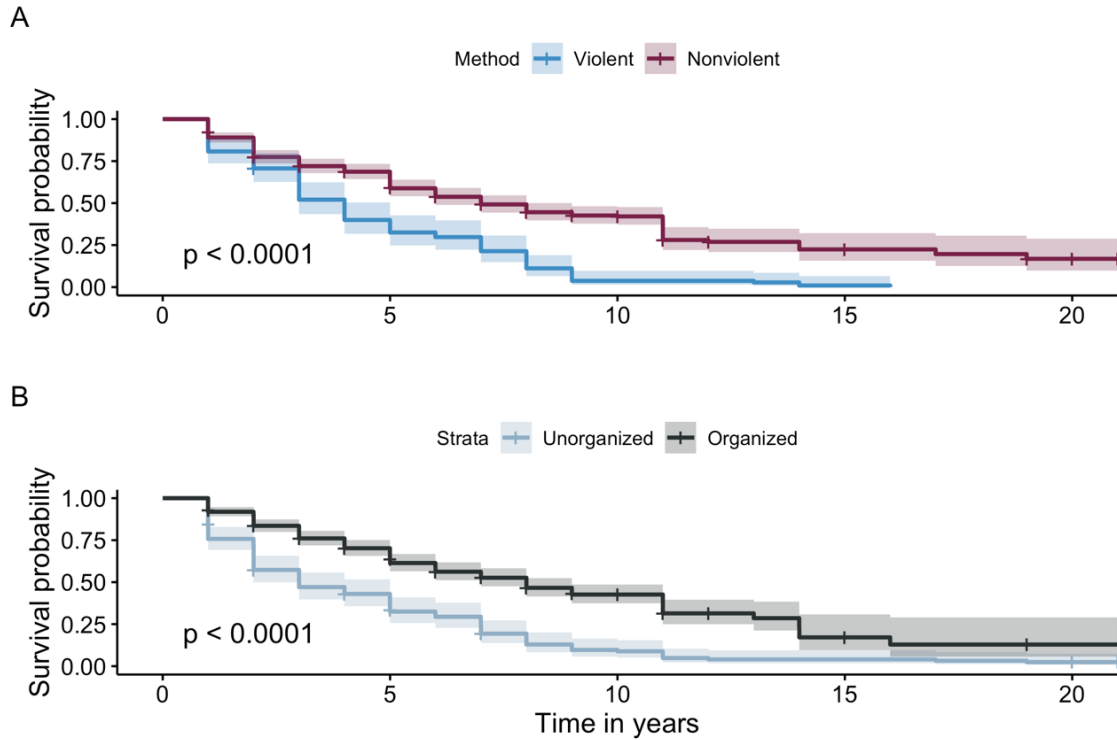 A
Method Violent Nonviolent
Survival probability
1.00
0.75
0.50
0.25
0.00
p < 0.0001
0 5 10 15 20
B
Strata Unorganized Organized
Survival probability
1.00
0.75
0.50
0.25
0.00
p < 0.0001
0 5 10 15 20
Time in years